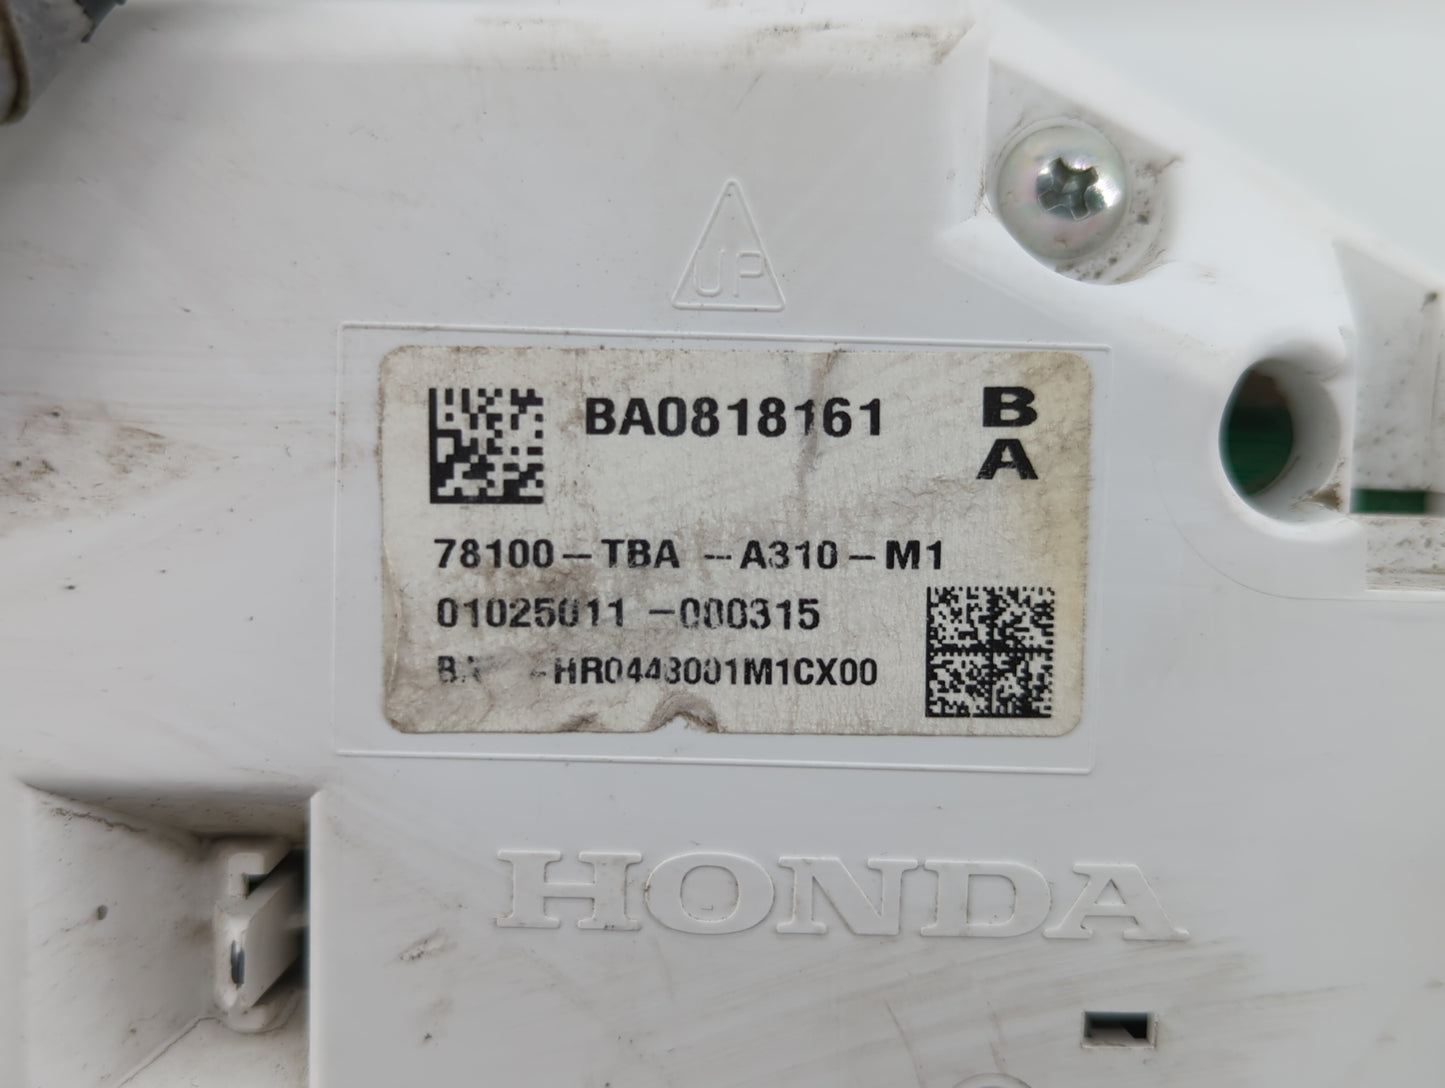 UP
BA0818161
B
A
78100-TBA -A310-M1
01025011 -000315
-HR0448001M1CX00
HONDA